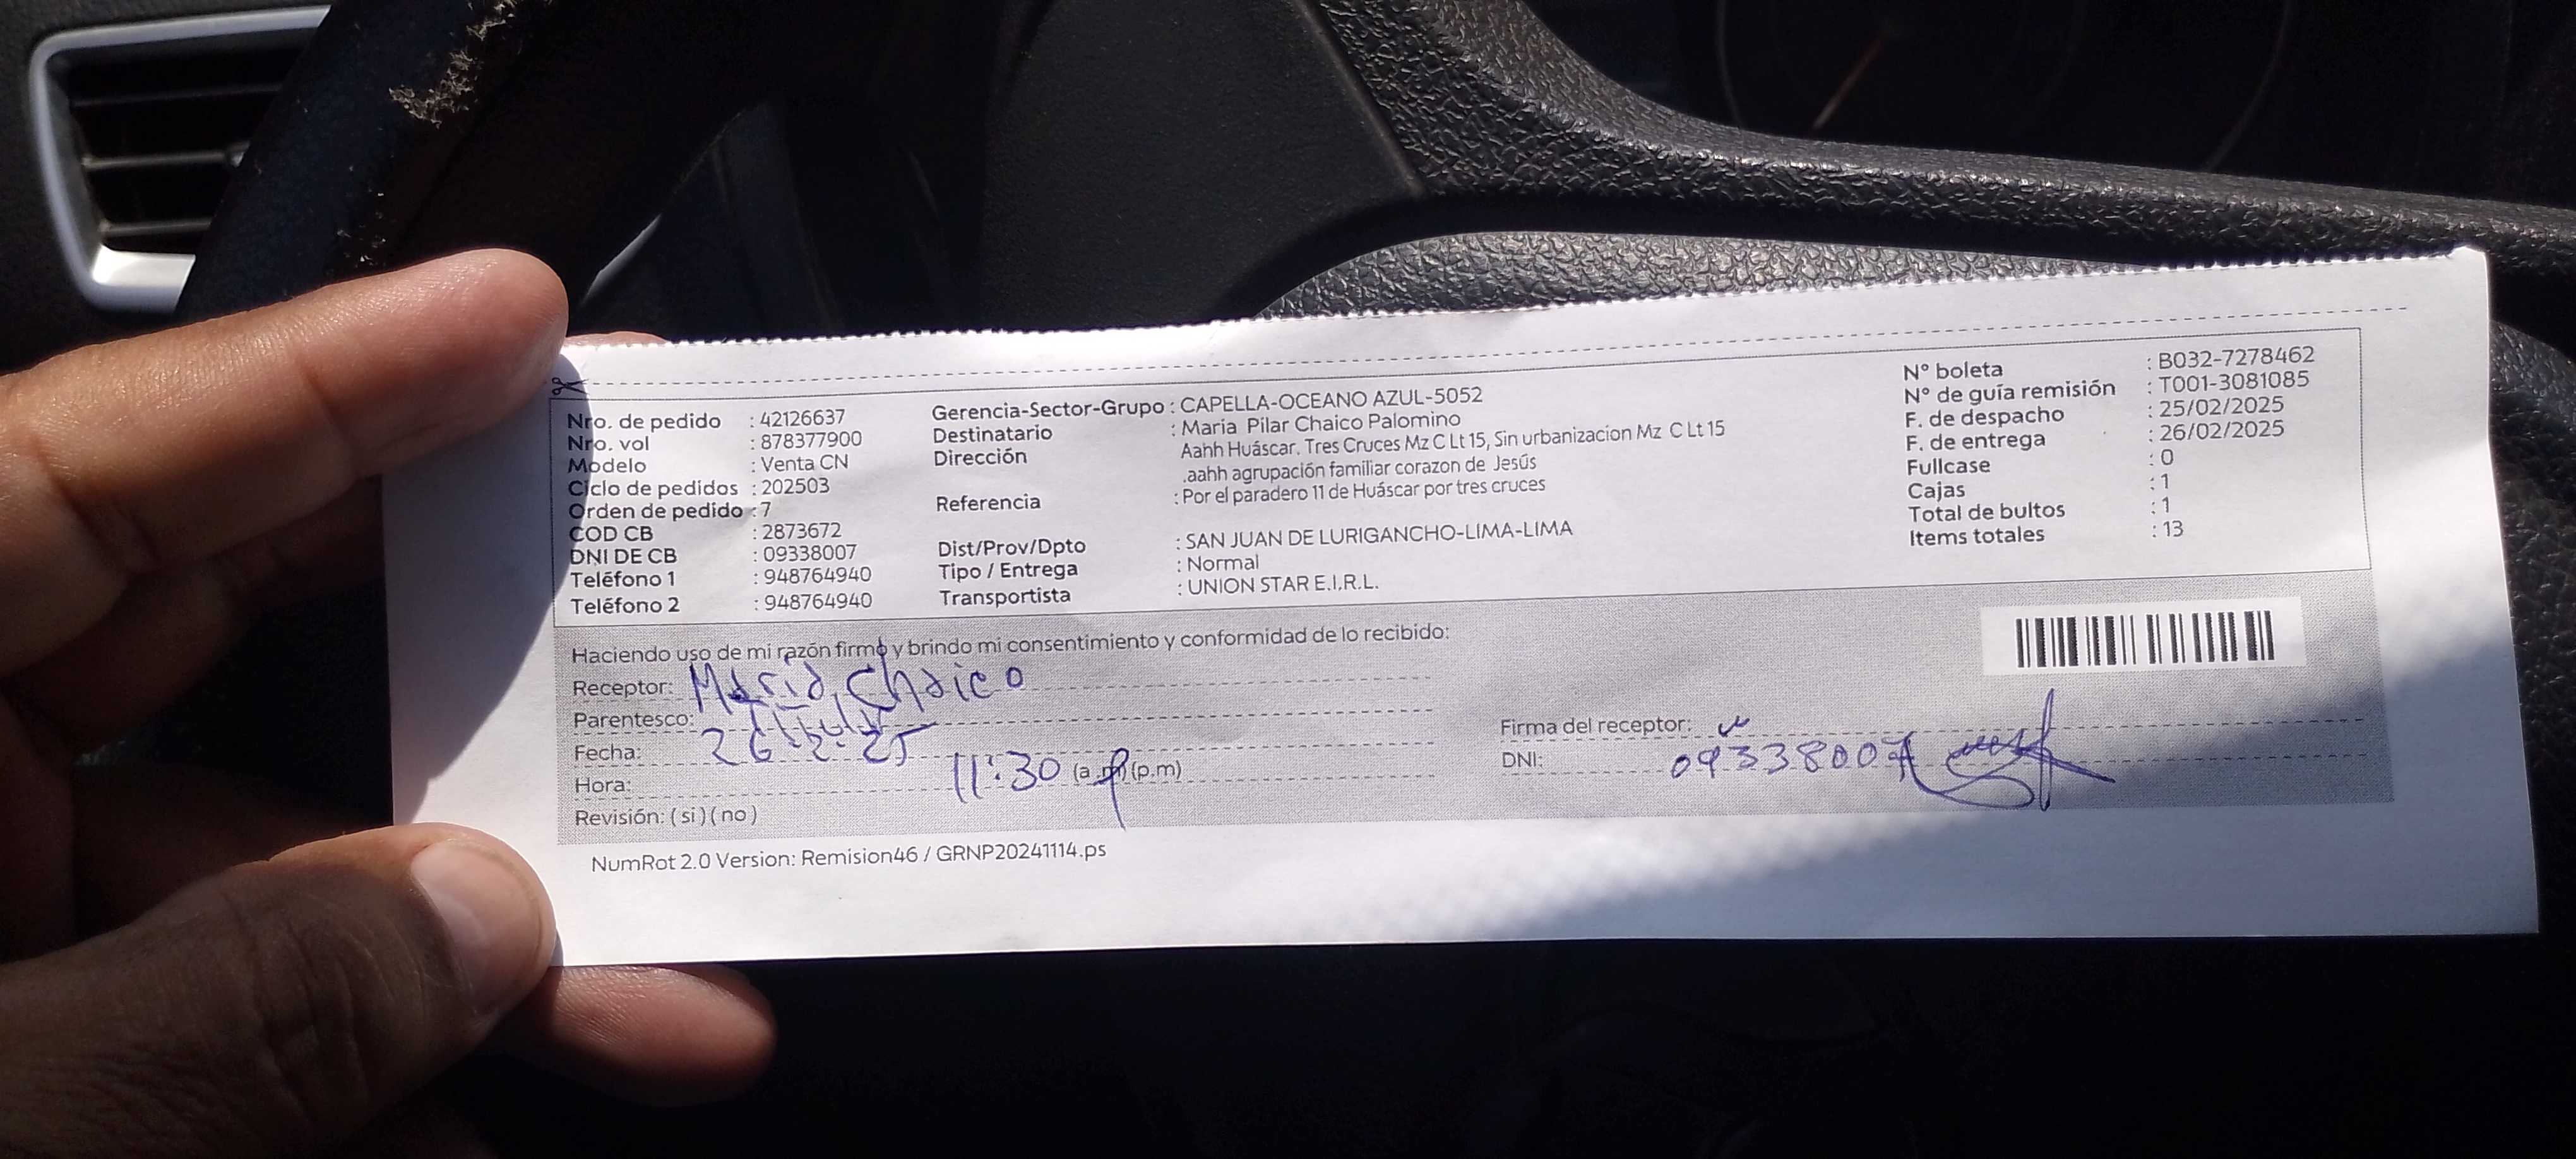 Nro. de pedido : 42126637
Nro. vol : 878377900
Modelo : Venta CN
Ciclo de pedidos : 202503
Orden de pedido : 7
COD CB : 2873672
DNI DE CB : 09338007
Teléfono 1 : 948764940
Teléfono 2 : 948764940
Gerencia-Sector-Grupo : CAPELLA-OCEANO AZUL-5052
Destinatario : Maria Pilar Chaico Palomino
Dirección Aahh Huáscar. Tres Cruces Mz C Lt 15, Sin urbanizacion Mz C Lt 15
.aahh agrupación familiar corazon de Jesús
Referencia : Por el paradero 11 de Huáscar por tres cruces
Dist/Prov/Dpto : SAN JUAN DE LURIGANCHO-LIMA-LIMA
Tipo / Entrega : Normal
Transportista : UNION STAR E.I.R.L.
N° boleta : B032-7278462
N° de guía remisión : T001-3081085
F. de despacho : 25/02/2025
F. de entrega : 26/02/2025
Fullcase : 0
Cajas : 1
Total de bultos : 1
Items totales : 13
Haciendo uso de mi razón firmo y brindo mi consentimiento y conformidad de lo recibido:
Receptor: Maria Chaico
Parentesco:
Fecha: 26-2-25
Hora: 11:30 (a.m) (p.m)
Revisión: ( si ) ( no )
Firma del receptor:
DNI: 09338007
NumRot 2.0 Version: Remision46 / GRNP20241114.ps